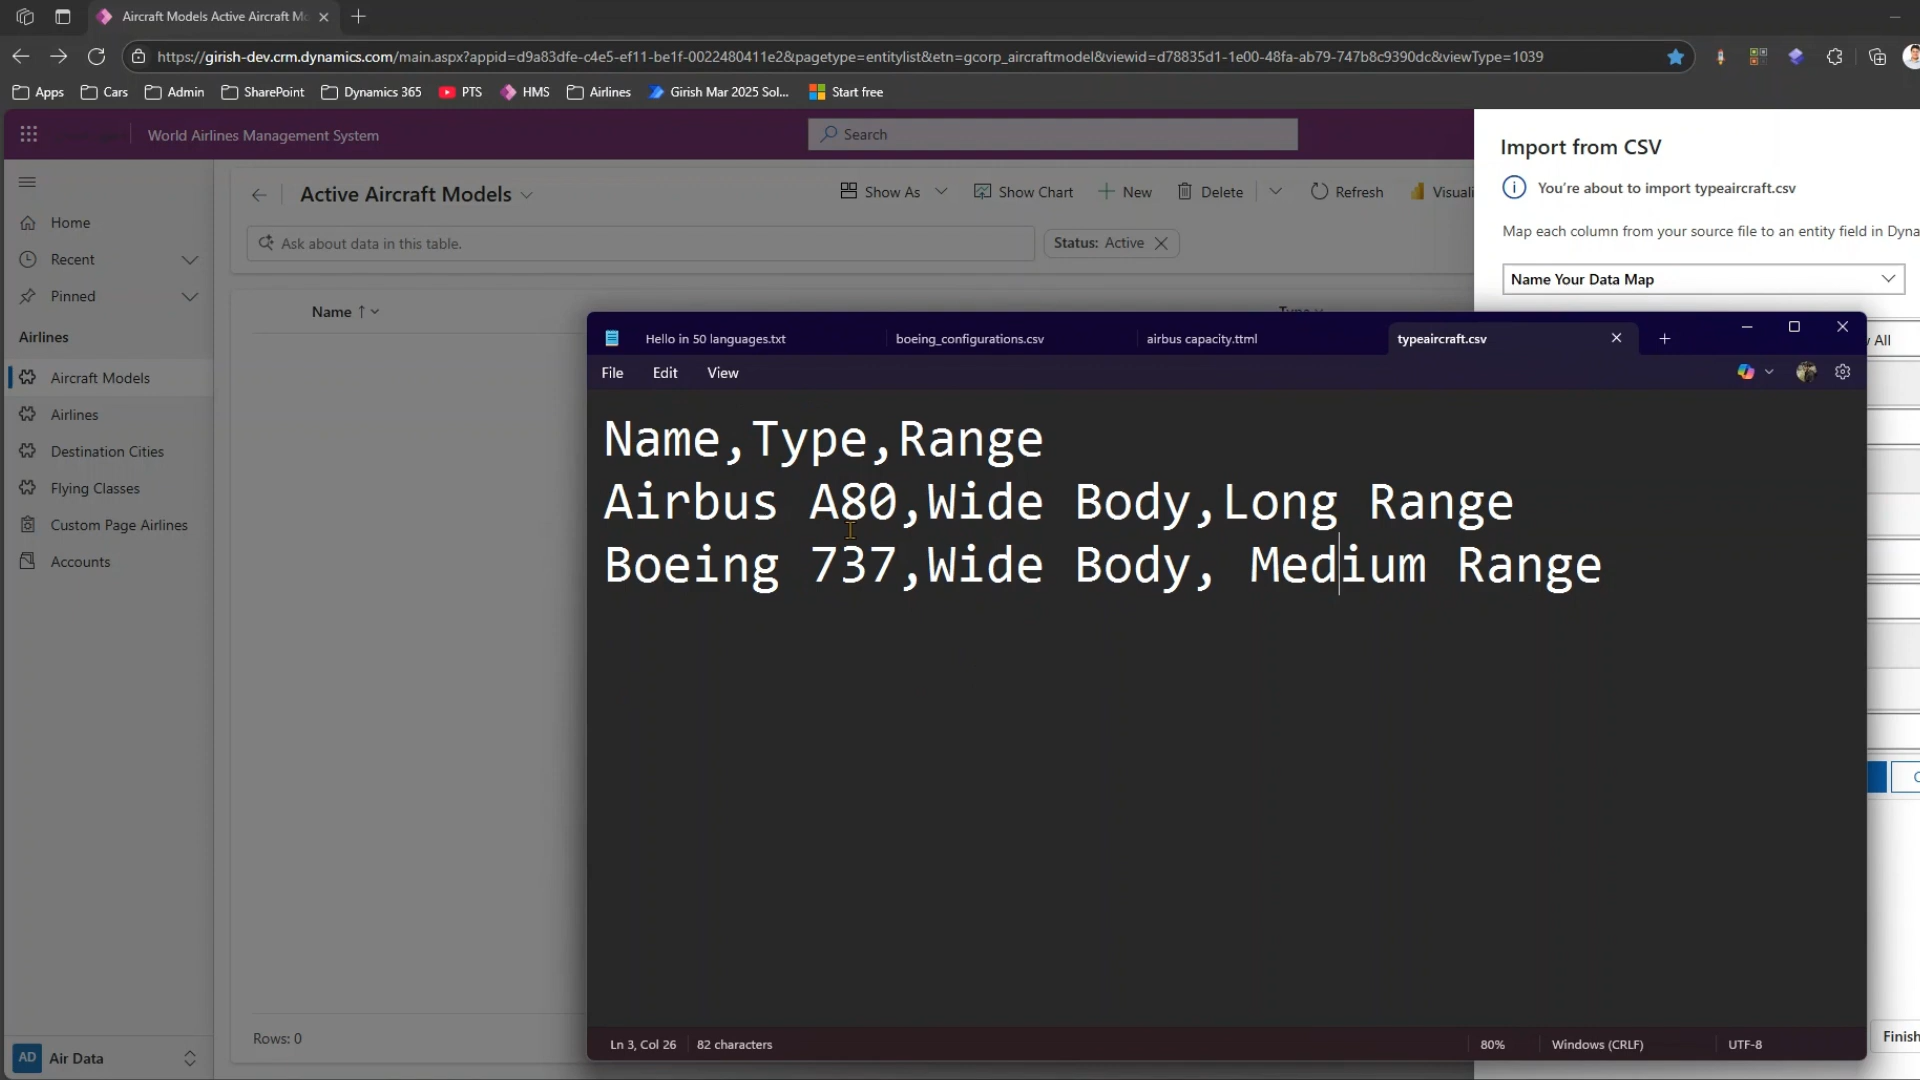 Aircraft Models Active Aircraft Mo
https://girish-dev.crm.dynamics.com/main.aspx?appid=d9a83dfe-c4e5-ef11-be1f-0022480411e2&pagetype=entitylist&etn=gcorp_aircraftmodel&viewid=d78835d1-1e00-48fa-ab79-747b8c9390dc&viewType=1039
Apps Cars Admin SharePoint Dynamics 365 PTS HMS Airlines Girish Mar 2025 Sol... Start free
World Airlines Management System
Search
Import from CSV
You're about to import typeaircraft.csv
Map each column from your source file to an entity field in Dyna
Name Your Data Map
Active Aircraft Models
Show As Show Chart New Delete Refresh Visuali
Ask about data in this table.
Status: Active
Name
Type
Home
Recent
Pinned
Airlines
Aircraft Models
Airlines
Destination Cities
Flying Classes
Custom Page Airlines
Accounts
AD Air Data
Rows: 0
All
Hello in 50 languages.txt boeing_configurations.csv airbus capacity.ttml typeaircraft.csv
File Edit View
Name,Type,Range
Airbus A80,Wide Body,Long Range
Boeing 737,Wide Body, Medium Range
Ln 3, Col 26 82 characters 80% Windows (CRLF) UTF-8
Finish